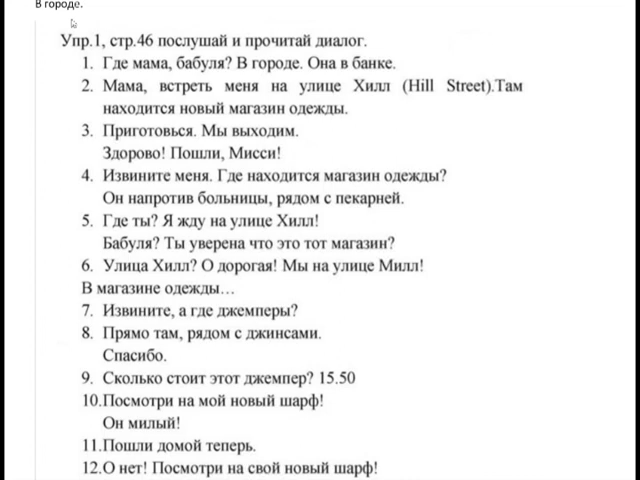 В городе.
Упр.1, стр.46 послушай и прочитай диалог.
1. Где мама, бабуля? В городе. Она в банке.
2. Мама, встреть меня на улице Хилл (Hill Street).Там
находится новый магазин одежды.
3. Приготовься. Мы выходим.
Здорово! Пошли, Мисси!
4. Извините меня. Где находится магазин одежды?
Он напротив больницы, рядом с пекарней.
5. Где ты? Я жду на улице Хилл!
Бабуля? Ты уверена что это тот магазин?
6. Улица Хилл? О дорогая! Мы на улице Милл!
В магазине одежды…
7. Извините, а где джемперы?
8. Прямо там, рядом с джинсами.
Спасибо.
9. Сколько стоит этот джемпер? 15.50
10.Посмотри на мой новый шарф!
Он милый!
11.Пошли домой теперь.
12.О нет! Посмотри на свой новый шарф!